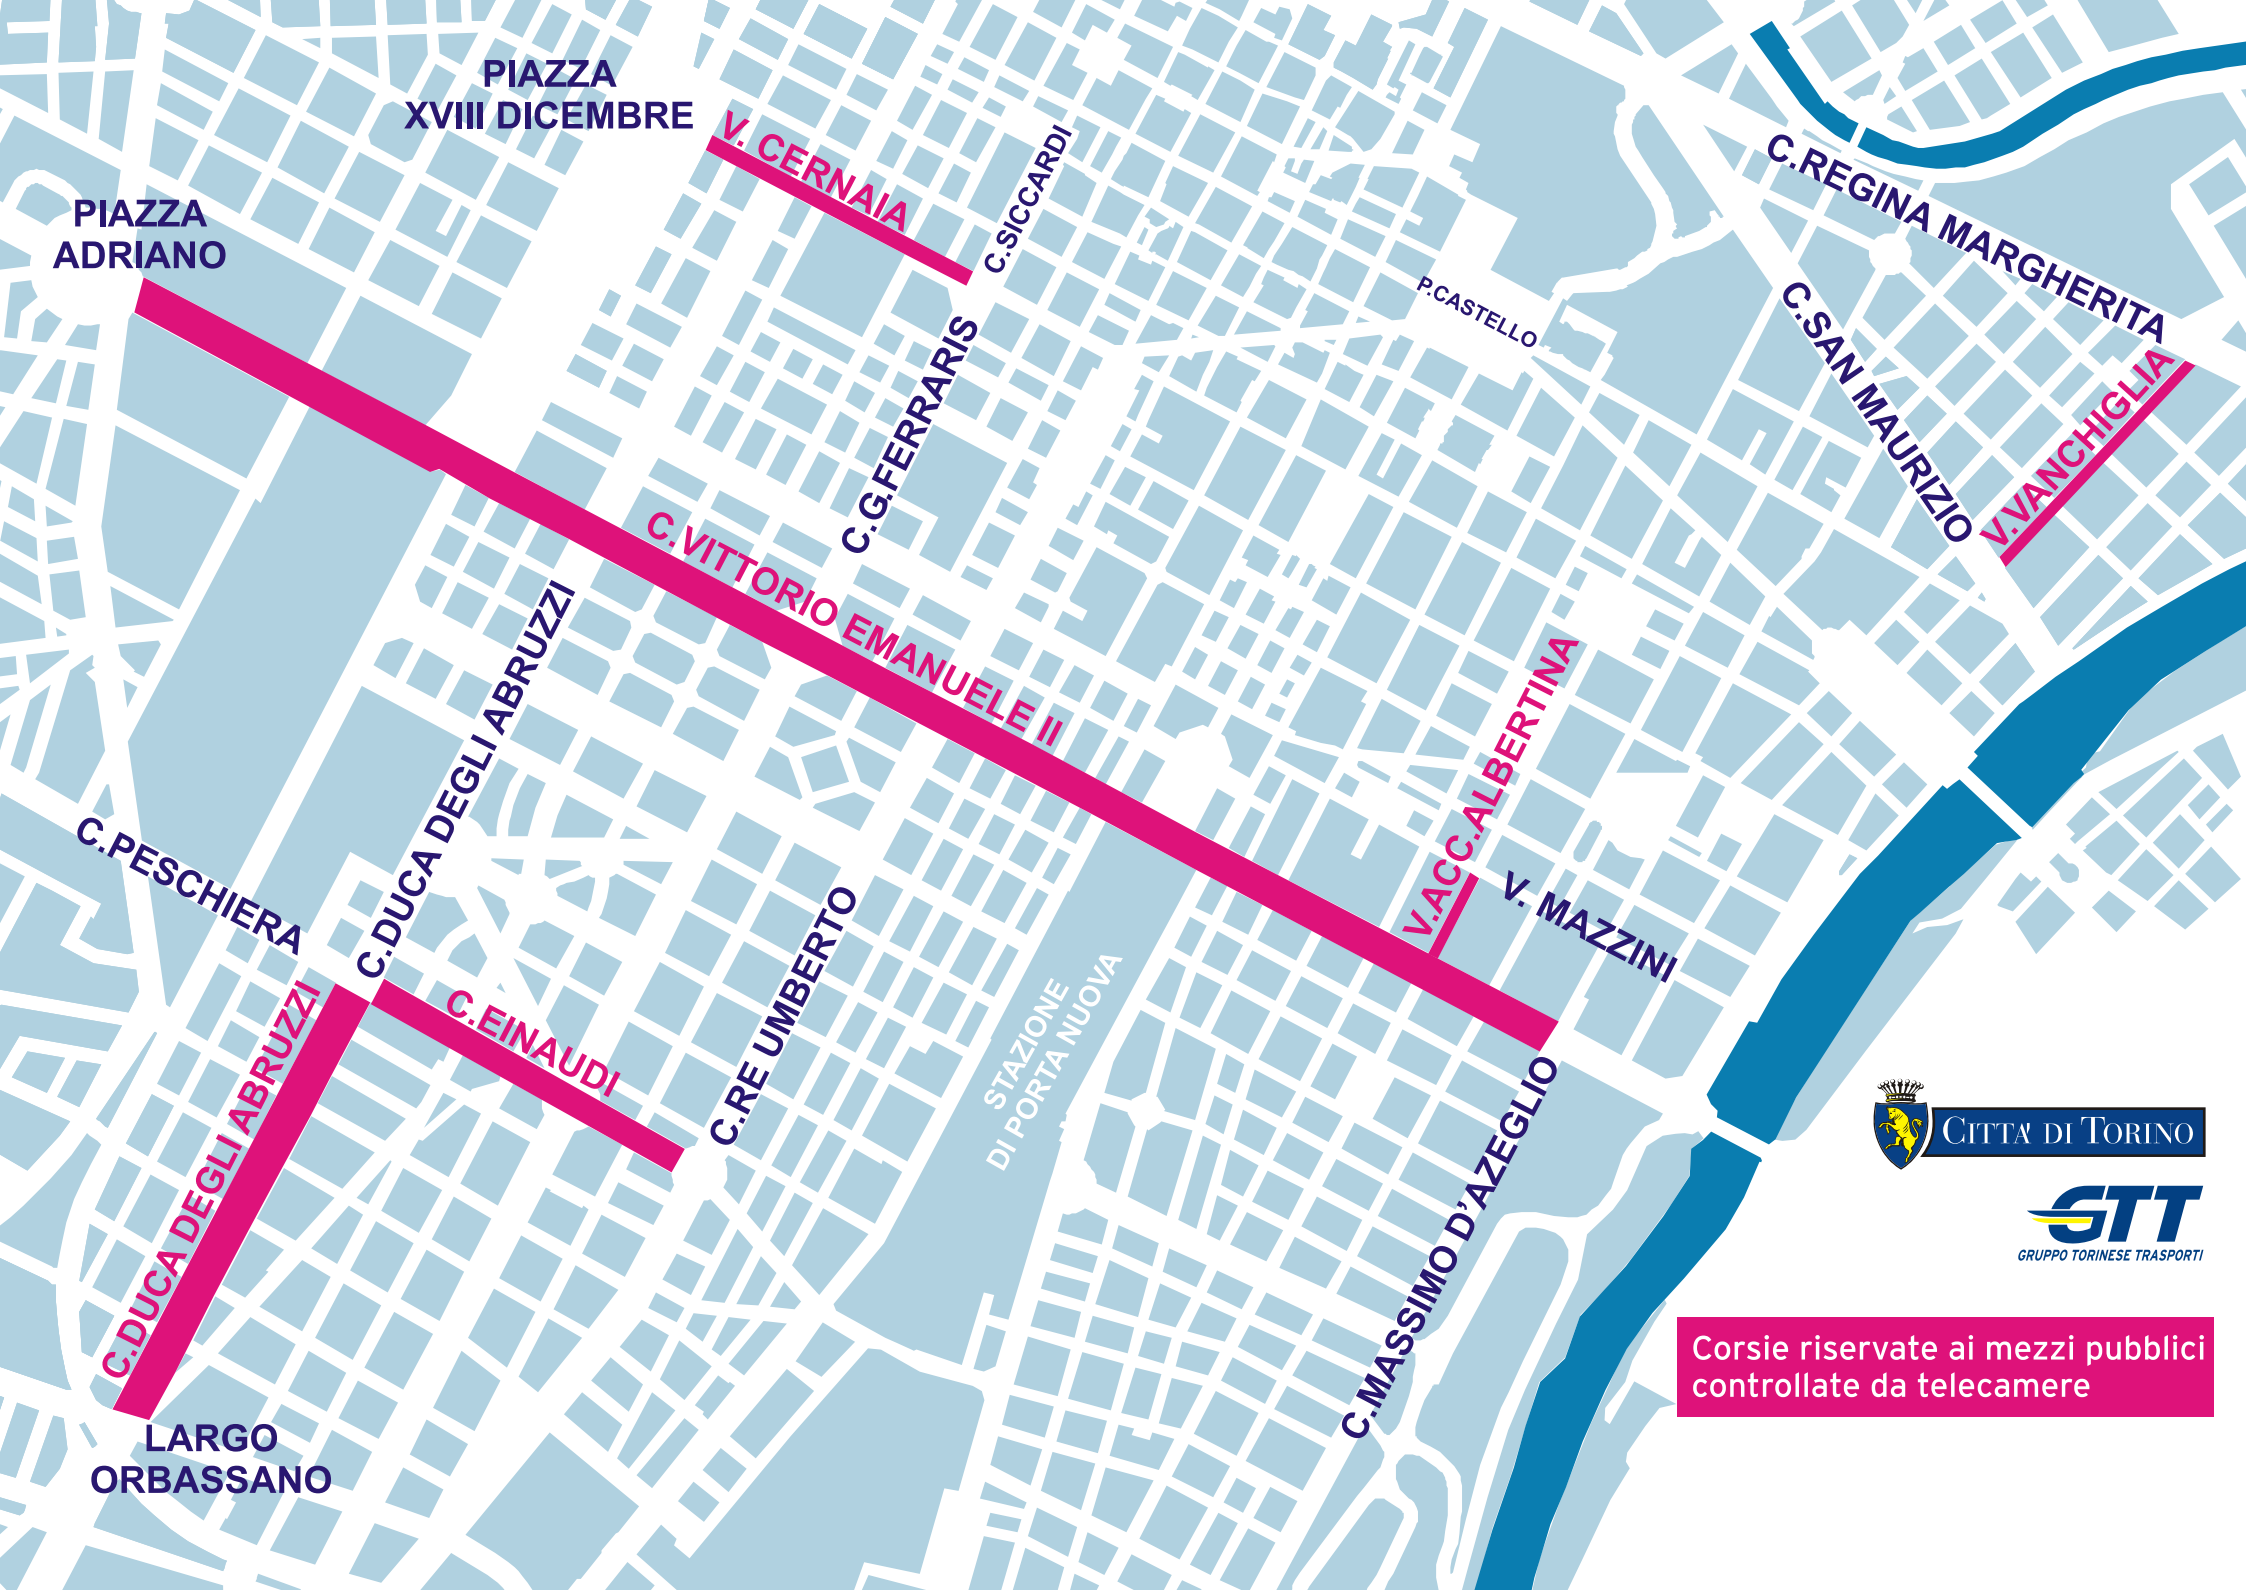 PIAZZA
XVIII DICEMBRE
V. CERNAIA
C.SICCARDI
C.REGINA MARGHERITA
PIAZZA
ADRIANO
P.CASTELLO
C.SAN MAURIZIO
V.VANCHIGLIA
C.G.FERRARIS
C.VITTORIO EMANUELE II
C.DUCA DEGLI ABRUZZI
V.ACC.ALBERTINA
C.PESCHIERA
V. MAZZINI
C.RE UMBERTO
STAZIONE
DI PORTA NUOVA
C.EINAUDI
C.DUCA DEGLI ABRUZZI
C.MASSIMO D'AZEGLIO
CITTA' DI TORINO
GTT
GRUPPO TORINESE TRASPORTI
Corsie riservate ai mezzi pubblici
controllate da telecamere
LARGO
ORBASSANO